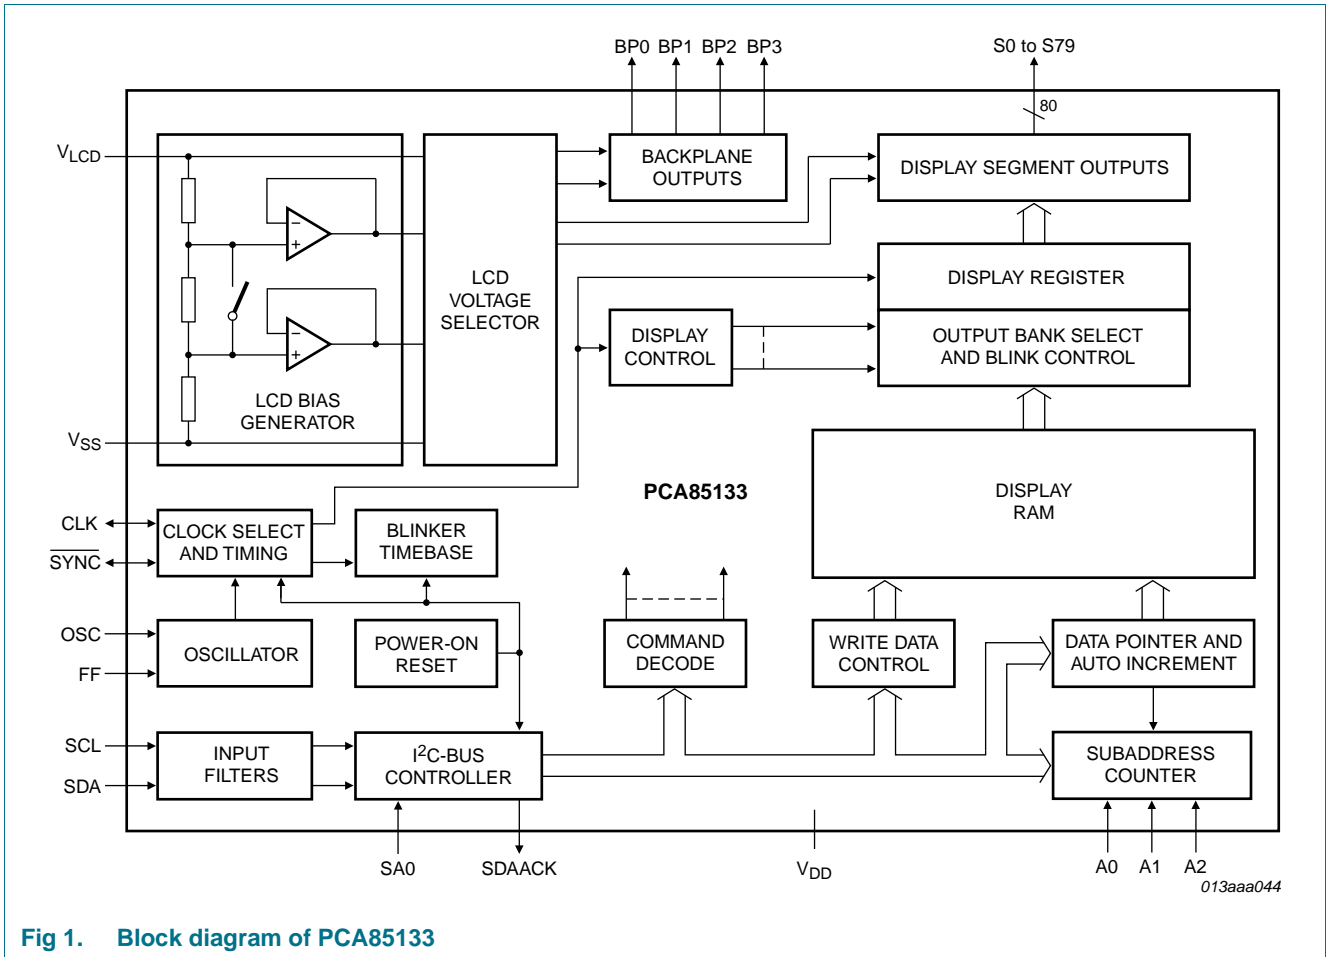 BP0 BP1 BP2 BP3
S0 to S79
80
VLCD
BACKPLANE
OUTPUTS
DISPLAY SEGMENT OUTPUTS
−
+
LCD
VOLTAGE
SELECTOR
DISPLAY REGISTER
−
+
DISPLAY
CONTROL
OUTPUT BANK SELECT
AND BLINK CONTROL
LCD BIAS
GENERATOR
VSS
PCA85133
DISPLAY
RAM
CLK
SYNC
CLOCK SELECT
AND TIMING
BLINKER
TIMEBASE
OSC
FF
OSCILLATOR
POWER-ON
RESET
COMMAND
DECODE
WRITE DATA
CONTROL
DATA POINTER AND
AUTO INCREMENT
SCL
SDA
INPUT
FILTERS
I2C-BUS
CONTROLLER
SUBADDRESS
COUNTER
SA0
SDAACK
VDD
A0
A1
A2
013aaa044
Fig 1. Block diagram of PCA85133